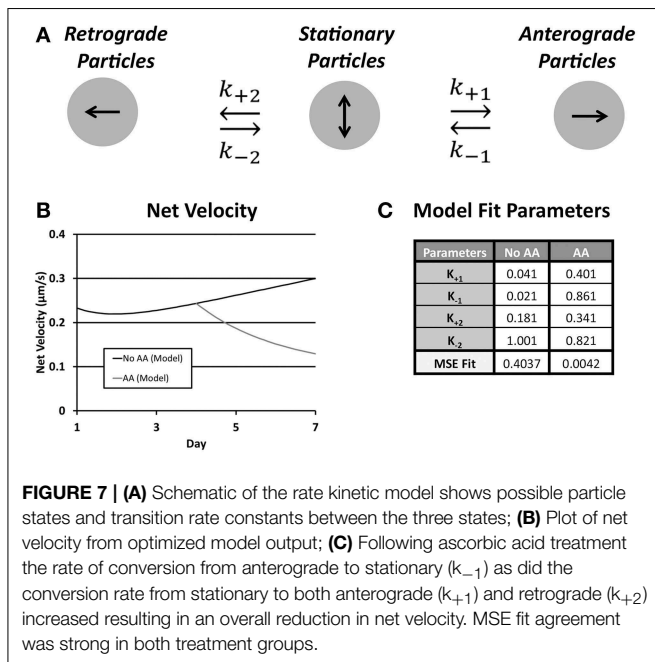 A
Retrograde Particles
Stationary Particles
Anterograde Particles
k+2
k−2
k+1
k−1
B Net Velocity
Net Velocity (µm/s)
0.4
0.3
0.2
0.1
0
No AA (Model)
AA (Model)
1 3 5 7
Day
C Model Fit Parameters
Parameters No AA AA
K+1 0.041 0.401
K-1 0.021 0.861
K+2 0.181 0.341
K-2 1.001 0.821
MSE Fit 0.4037 0.0042
FIGURE 7 | (A) Schematic of the rate kinetic model shows possible particle
states and transition rate constants between the three states; (B) Plot of net
velocity from optimized model output; (C) Following ascorbic acid treatment
the rate of conversion from anterograde to stationary (k−1) as did the
conversion rate from stationary to both anterograde (k+1) and retrograde (k+2)
increased resulting in an overall reduction in net velocity. MSE fit agreement
was strong in both treatment groups.